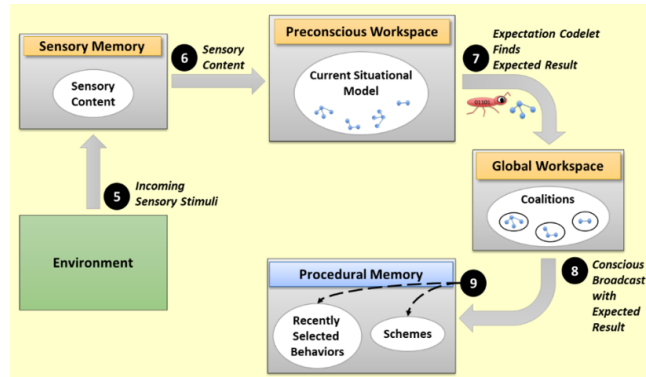 Sensory Memory
Sensory
Content
6
Sensory
Content
Preconscious Workspace
Current Situational
Model
7
Expectation Codelet
Finds
Expected Result
01101
5
Incoming
Sensory Stimuli
Environment
Global Workspace
Coalitions
8
Conscious
Broadcast
with
Expected
Result
Procedural Memory
9
Recently
Selected
Behaviors
Schemes